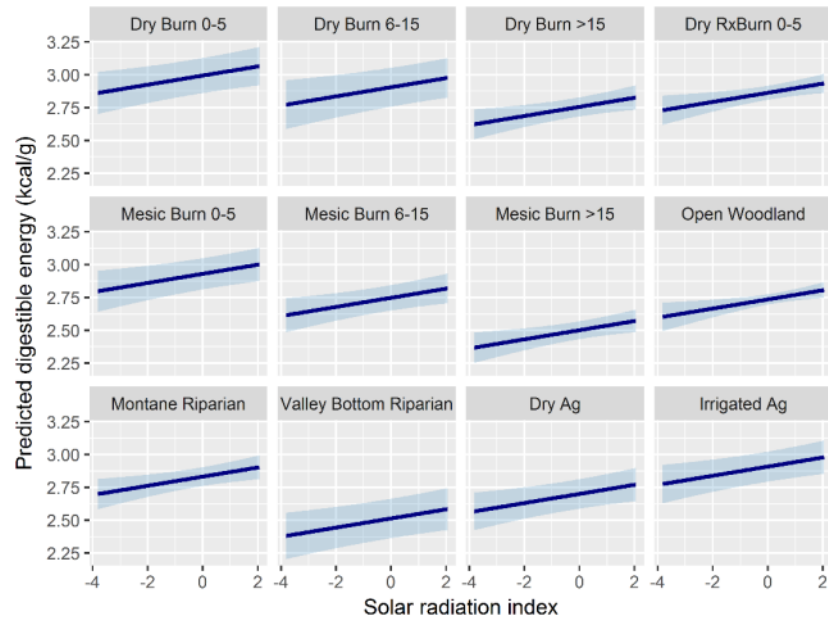 Dry Burn 0-5 Dry Burn 6-15 Dry Burn >15 Dry RxBurn 0-5
3.25
3.00
2.75
2.50
2.25
Mesic Burn 0-5 Mesic Burn 6-15 Mesic Burn >15 Open Woodland
3.25
3.00
2.75
2.50
2.25
Montane Riparian Valley Bottom Riparian Dry Ag Irrigated Ag
3.25
3.00
2.75
2.50
2.25
-4 -2 0 2 -4 -2 0 2 -4 -2 0 2 -4 -2 0 2
Solar radiation index
Predicted digestible energy (kcal/g)